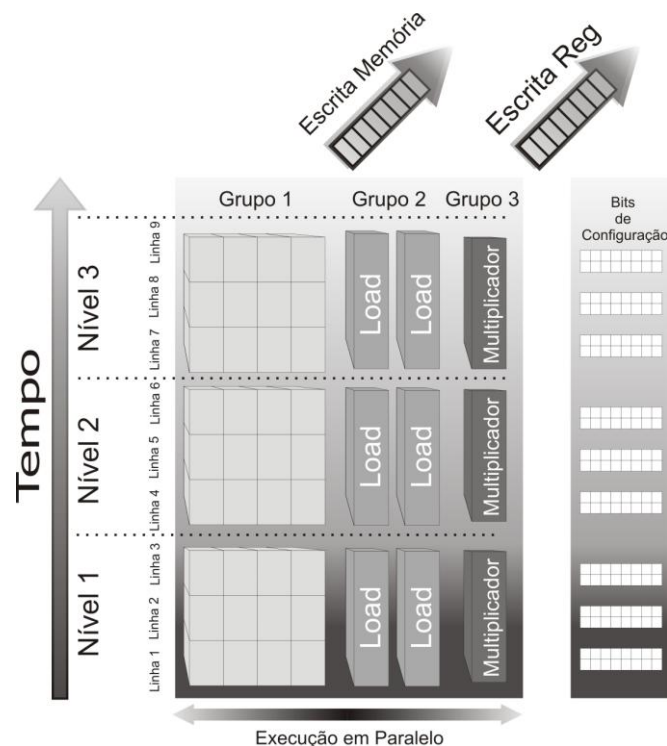 Escrita Memória
Escrita Reg
Grupo 1
Grupo 2
Grupo 3
Bits
de
Configuração
Tempo
Nível 3
Linha 9
Linha 8
Linha 7
Load
Load
Multiplicador
Nível 2
Linha 6
Linha 5
Linha 4
Load
Load
Multiplicador
Nível 1
Linha 3
Linha 2
Linha 1
Load
Load
Multiplicador
Execução em Paralelo